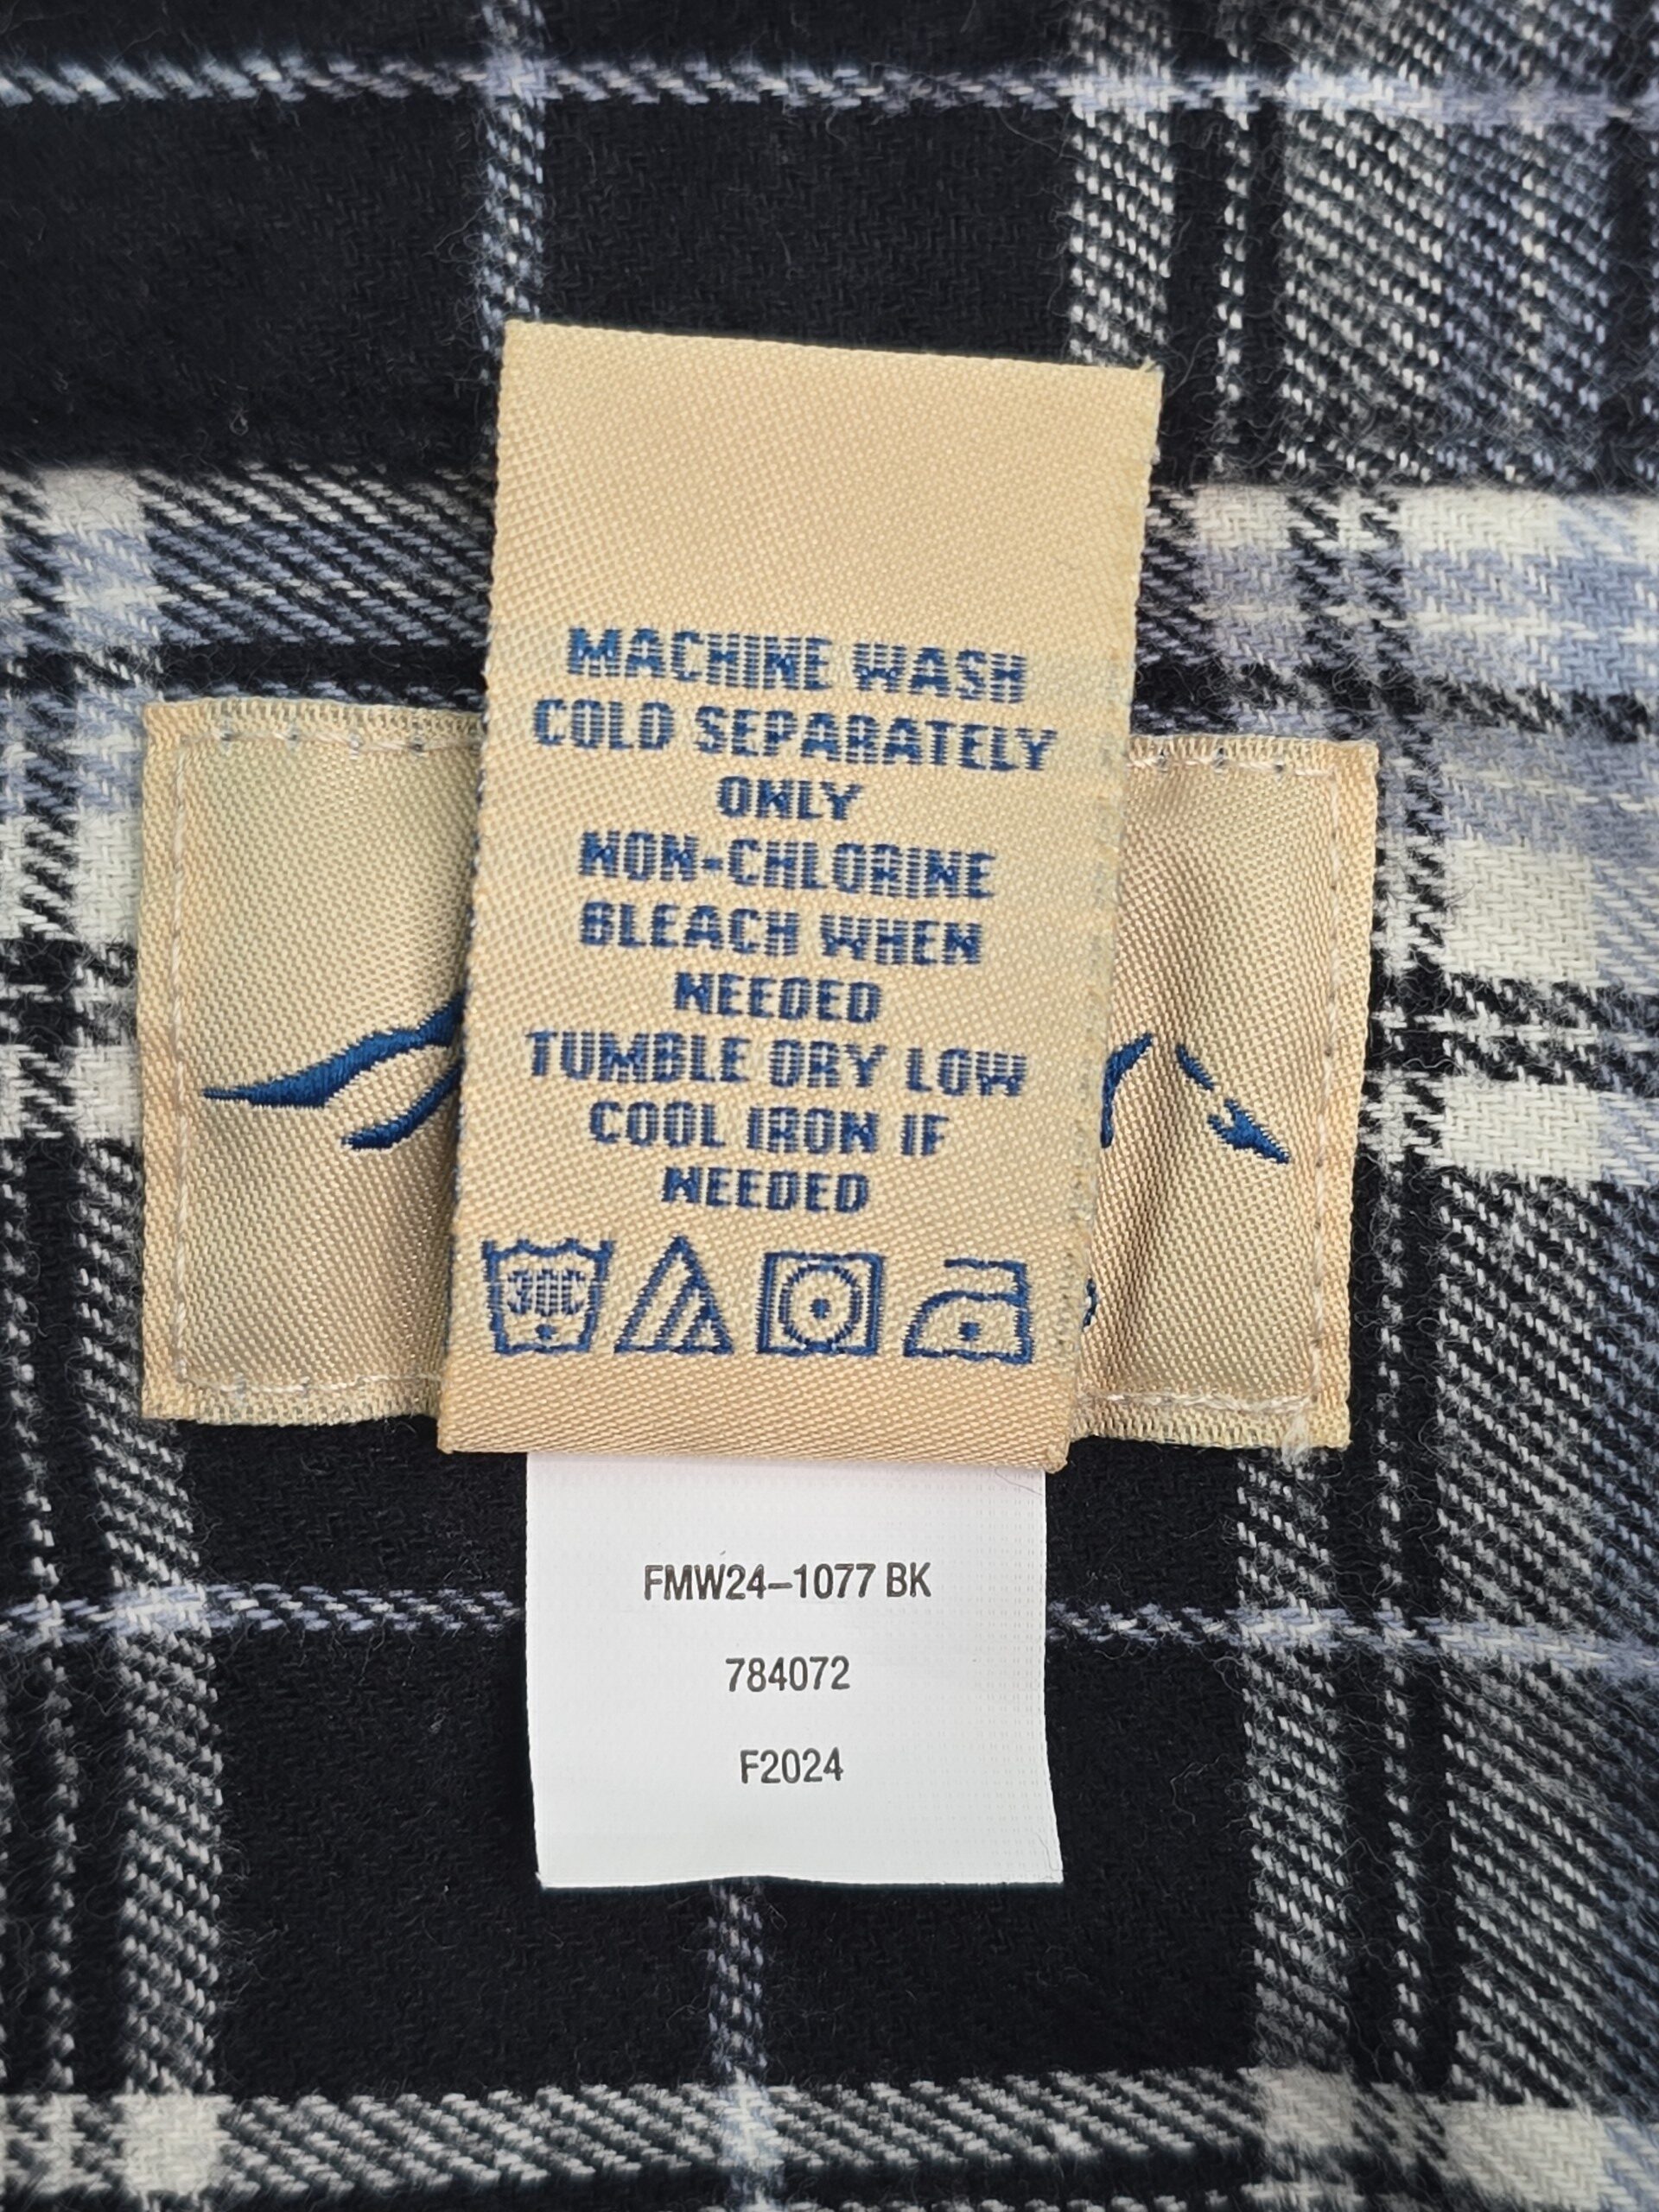 MACHINE WASH
COLD SEPARATELY
ONLY
NON-CHLORINE
BLEACH WHEN
NEEDED
TUMBLE DRY LOW
COOL IRON IF
NEEDED
30C
FMW24-1077 BK
784072
F2024